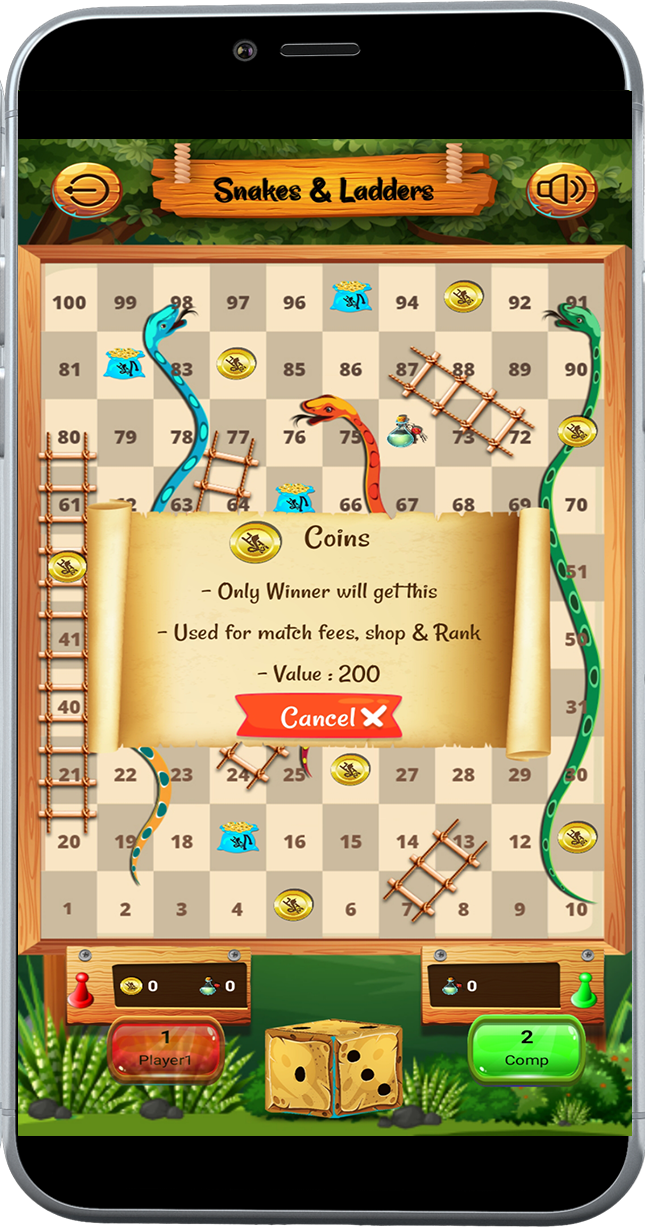 Snakes & Ladders
100 99 98 97 96 94 92 91
81 83 85 86 87 88 89 90
80 79 78 77 76 75 73 72
61 63 64 66 67 68 69 70
Coins
51
- Only Winner will get this
- Used for match fees, shop & Rank
41
- Value : 200
40 Cancel
21 22 23 24 25 27 28 29 30
20 19 18 16 15 14 13 12
1 2 3 4 6 7 8 9 10
0 0 0
1 2
Player1 Comp